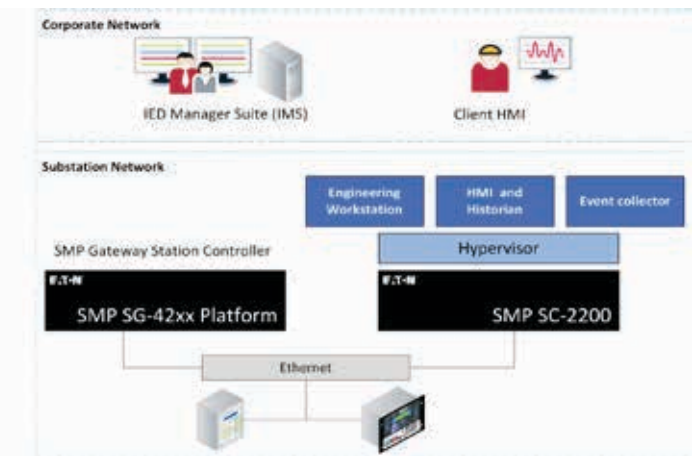 Corporate Network
IED Manager Suite (IMS)
Client HMI
Substation Network
Engineering
Workstation
HMI and
Historian
Event collector
SMP Gateway Station Controller
Hypervisor
E·T·N
SMP SG-42xx Platform
E·T·N
SMP SC-2200
Ethernet